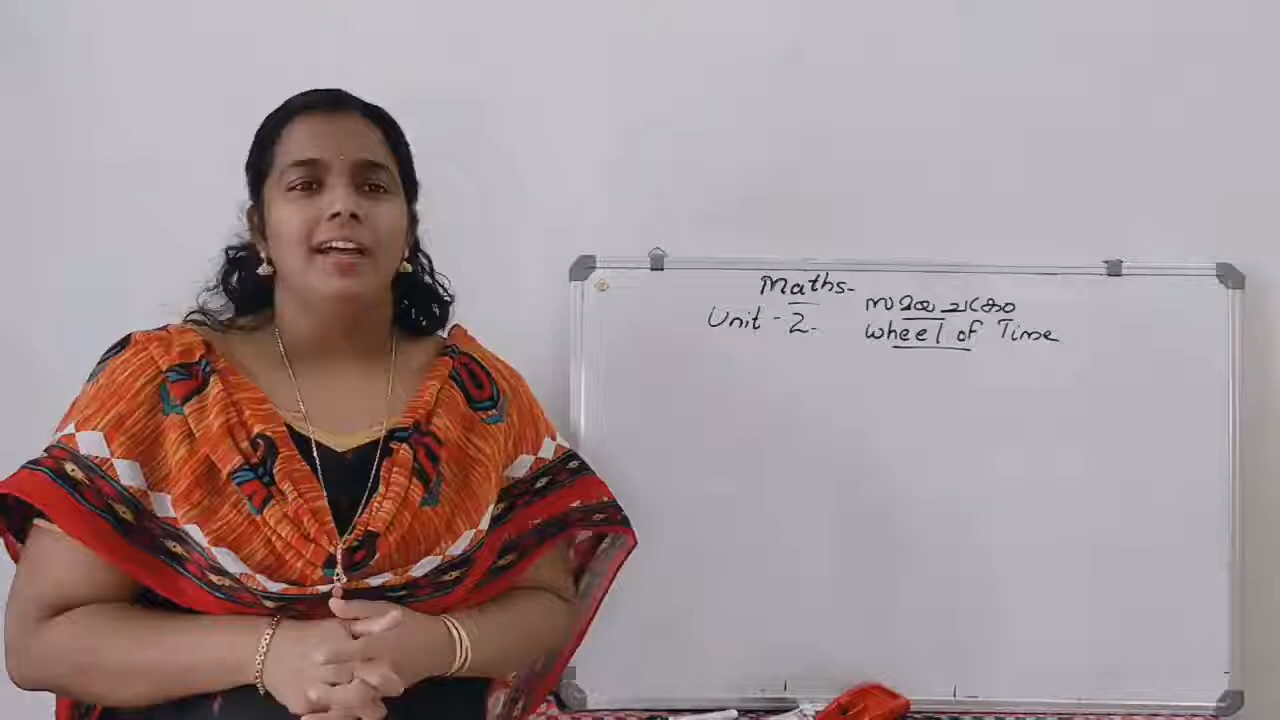 Maths-
Unit - 2. സമയ ചക്രം
Wheel of Time